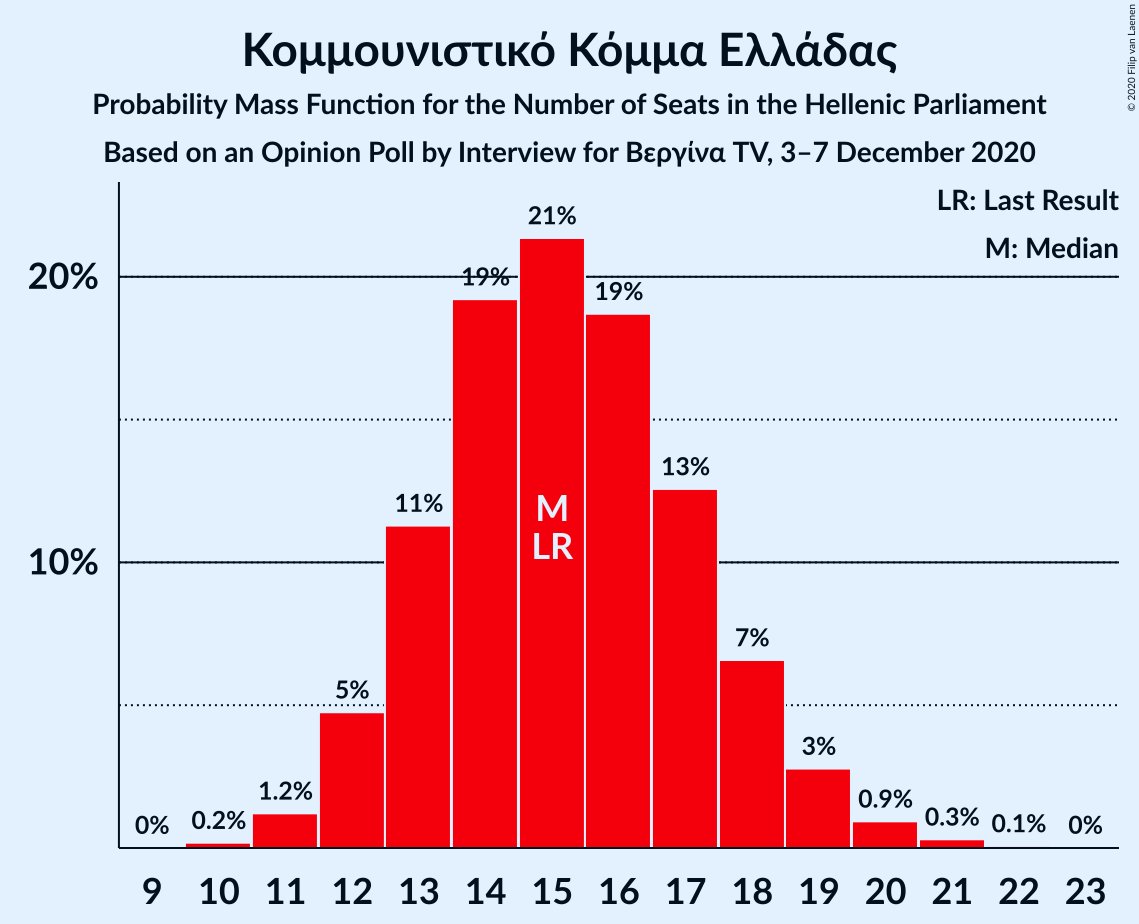 Κομμουνιστικό Κόμμα Ελλάδας
Probability Mass Function for the Number of Seats in the Hellenic Parliament
Based on an Opinion Poll by Interview for Βεργίνα TV, 3–7 December 2020
© 2020 Filip van Laenen
LR: Last Result
M: Median
20%
10%
0%
0.2%
1.2%
5%
11%
19%
21%
19%
13%
7%
3%
0.9%
0.3%
0.1%
0%
M
LR
9 10 11 12 13 14 15 16 17 18 19 20 21 22 23